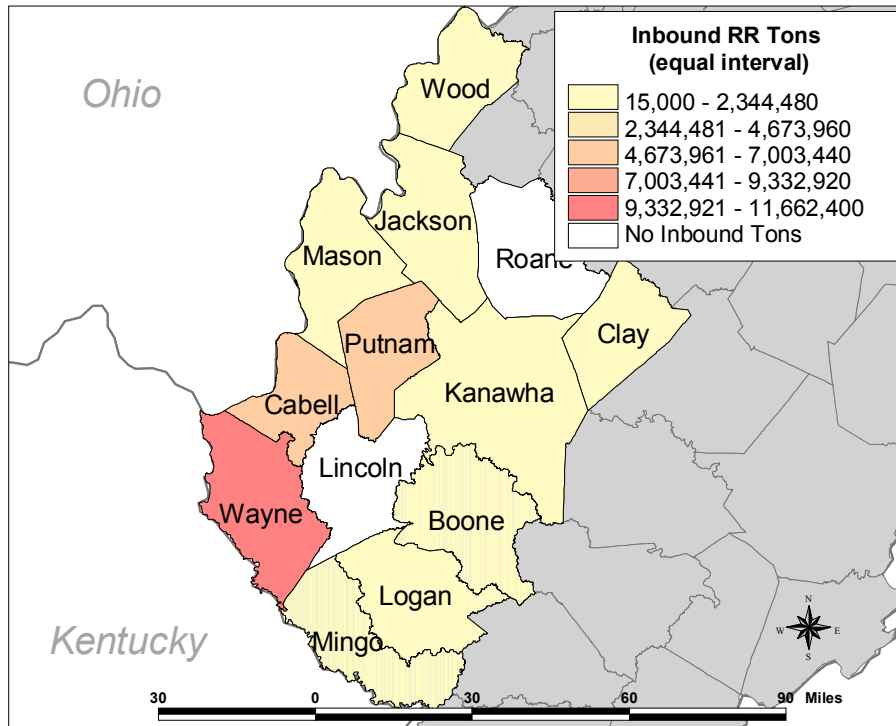 Inbound RR Tons
(equal interval)
15,000 - 2,344,480
2,344,481 - 4,673,960
4,673,961 - 7,003,440
7,003,441 - 9,332,920
9,332,921 - 11,662,400
No Inbound Tons
Ohio
Wood
Jackson
Roane
Mason
Clay
Putnam
Kanawha
Cabell
Lincoln
Wayne
Boone
Logan
Mingo
Kentucky
N
W E
S
30 0 30 60 90 Miles